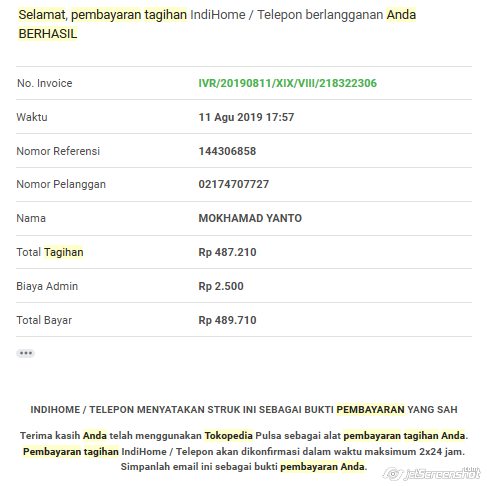 Selamat, pembayaran tagihan IndiHome / Telepon berlangganan Anda
BERHASIL
No. Invoice IVR/20190811/XIX/VIII/218322306
Waktu 11 Agu 2019 17:57
Nomor Referensi 144306858
Nomor Pelanggan 02174707727
Nama MOKHAMAD YANTO
Total Tagihan Rp 487.210
Biaya Admin Rp 2.500
Total Bayar Rp 489.710
INDIHOME / TELEPON MENYATAKAN STRUK INI SEBAGAI BUKTI PEMBAYARAN YANG SAH
Terima kasih Anda telah menggunakan Tokopedia Pulsa sebagai alat pembayaran tagihan Anda.
Pembayaran tagihan IndiHome / Telepon akan dikonfirmasi dalam waktu maksimum 2x24 jam.
Simpanlah email ini sebagai bukti pembayaran Anda.
jetScreenshot